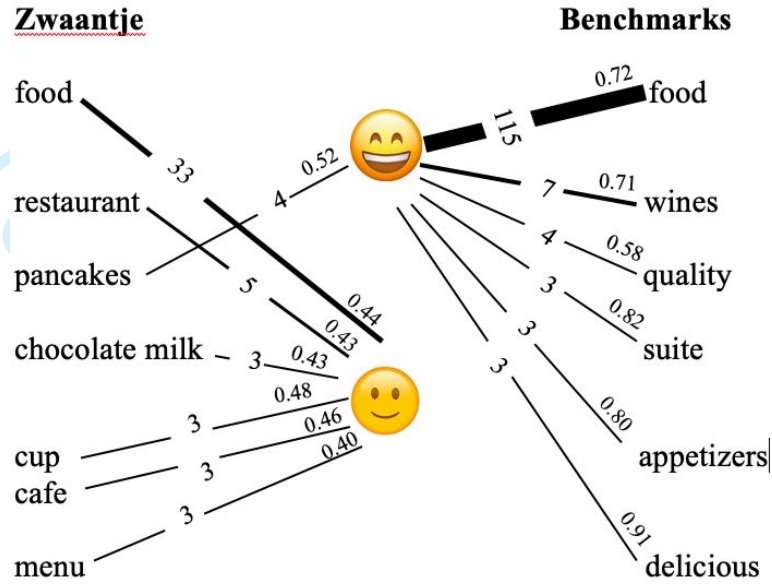 Zwaantje Benchmarks
food 33 0.44
restaurant 5 0.43
pancakes 4 0.52
chocolate milk 3 0.43
cup 3 0.48
cafe 3 0.46
menu 3 0.40
115 0.72 food
7 0.71 wines
4 0.58 quality
3 0.82 suite
3 0.80 appetizers
3 0.91 delicious